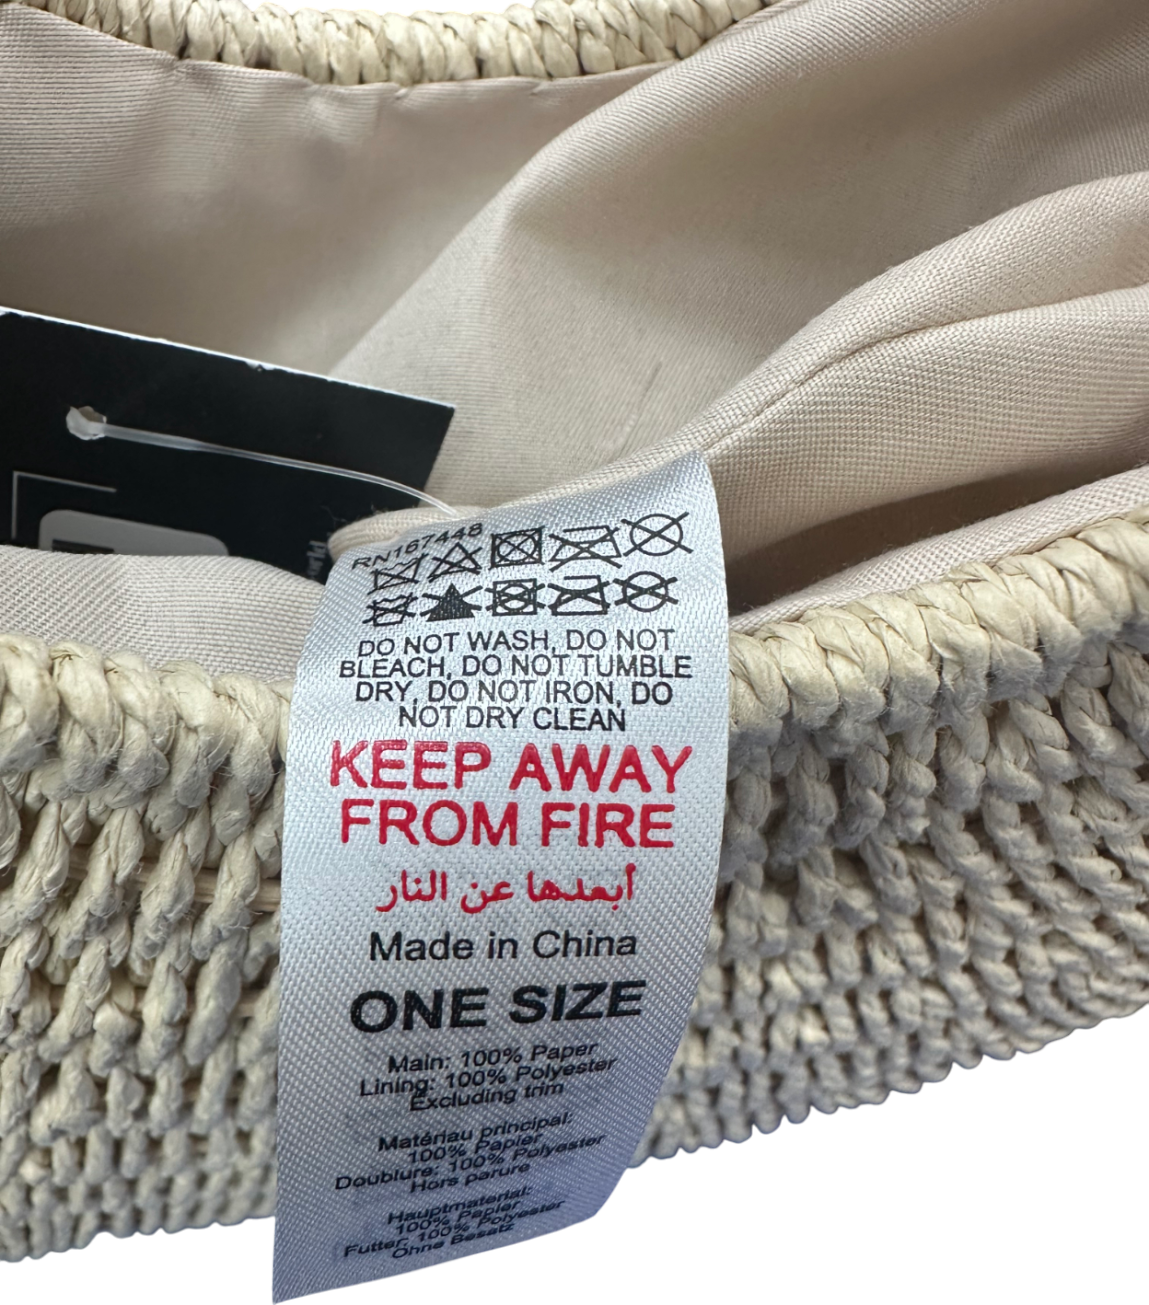 RN167448
DO NOT WASH, DO NOT
BLEACH, DO NOT TUMBLE
DRY, DO NOT IRON, DO
NOT DRY CLEAN
KEEP AWAY
FROM FIRE
أبعدها عن النار
Made in China
ONE SIZE
Main: 100% Paper
Lining: 100% Polyester
Excluding trim
Matériau principal:
100% Papier
Doublure: 100% Polyester
Hors parure
Hauptmaterial:
100% Papier
Futter: 100% Polyester
Ohne Besatz